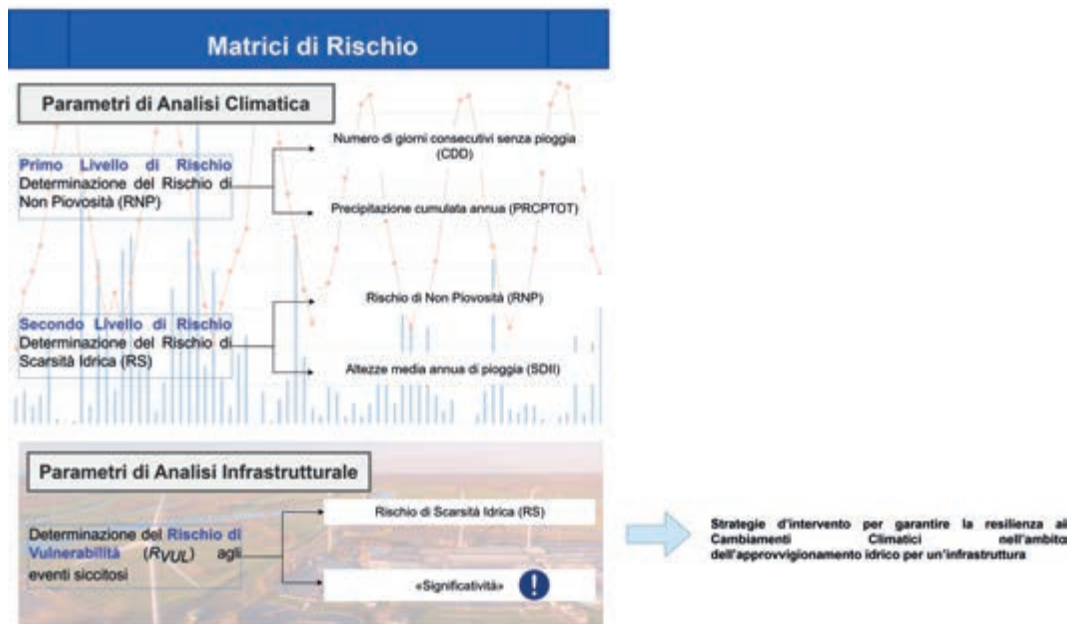 Matrici di Rischio
Parametri di Analisi Climatica
Primo Livello di Rischio
Determinazione del Rischio di
Non Piovosità (RNP)
Numero di giorni consecutivi senza pioggia
(CDD)
Precipitazione cumulata annua (PRCPTOT)
Secondo Livello di Rischio
Determinazione del Rischio di
Scarsità Idrica (RS)
Rischio di Non Piovosità (RNP)
Altezze media annua di pioggia (SDII)
Parametri di Analisi Infrastrutturale
Determinazione del Rischio di
Vulnerabilità (RVUL) agli
eventi siccitosi
Rischio di Scarsità Idrica (RS)
«Significatività» !
Strategie d'intervento per garantire la resilienza ai
Cambiamenti Climatici nell'ambito
dell'approvvigionamento idrico per un'infrastruttura